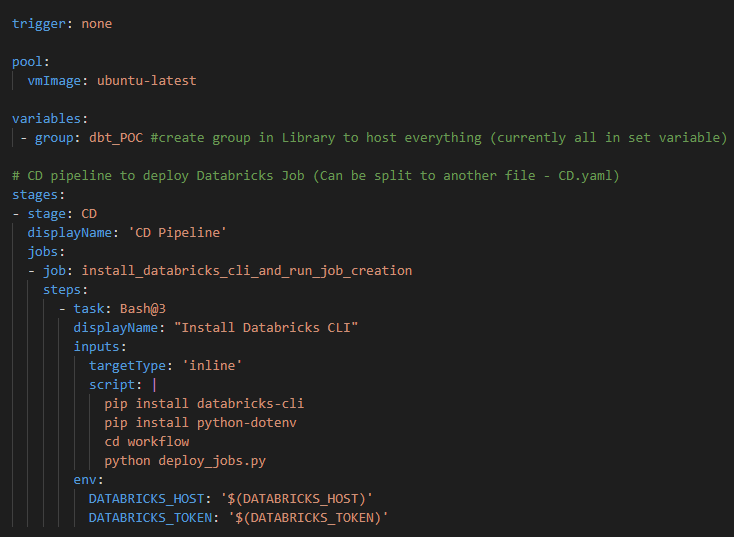 trigger: none
pool:
vmImage: ubuntu-latest
variables:
- group: dbt_POC #create group in Library to host everything (currently all in set variable)
# CD pipeline to deploy Databricks Job (Can be split to another file - CD.yaml)
stages:
- stage: CD
displayName: 'CD Pipeline'
jobs:
- job: install_databricks_cli_and_run_job_creation
steps:
- task: Bash@3
displayName: "Install Databricks CLI"
inputs:
targetType: 'inline'
script: |
pip install databricks-cli
pip install python-dotenv
cd workflow
python deploy_jobs.py
env:
DATABRICKS_HOST: '$(DATABRICKS_HOST)'
DATABRICKS_TOKEN: '$(DATABRICKS_TOKEN)'